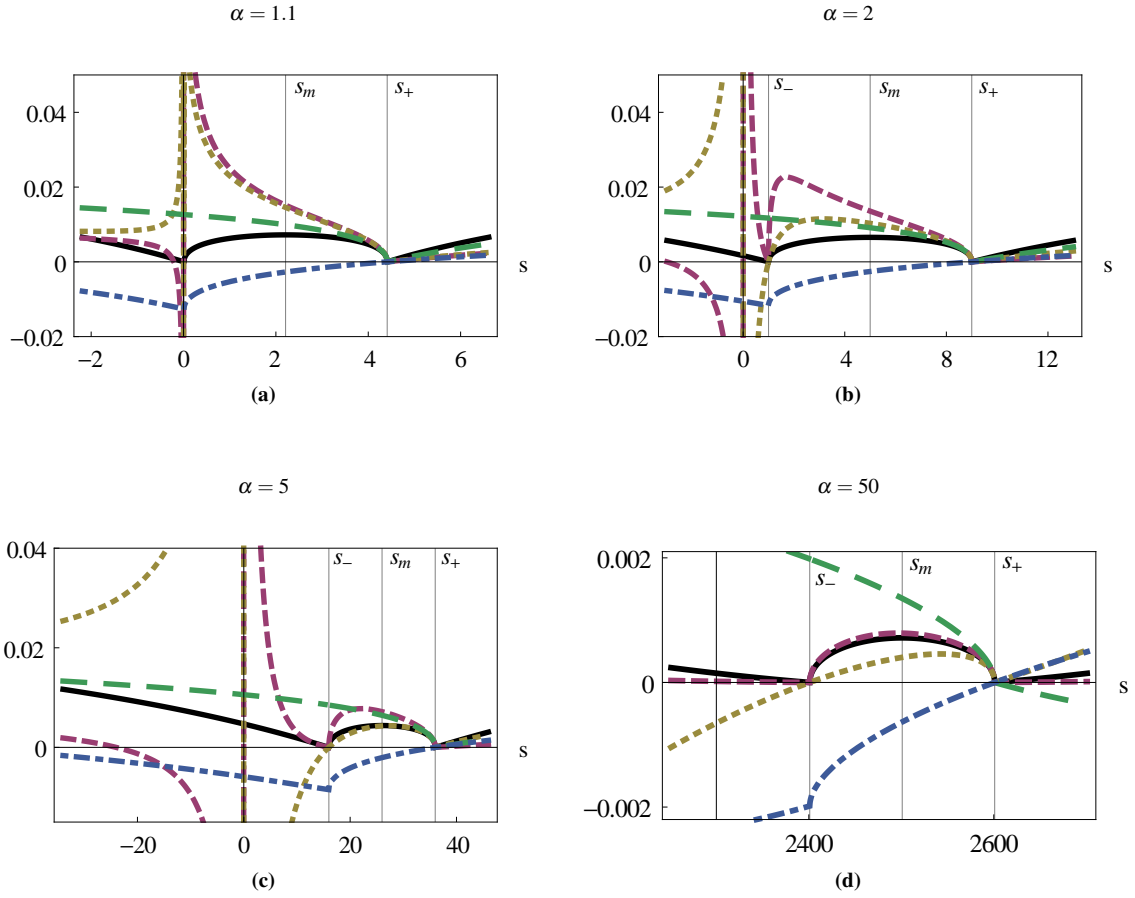 α = 1.1
α = 2
s_m
s_+
s_-
s_m
s_+
0.04
0.02
0
−0.02
s
−2
0
2
4
6
0.04
0.02
0
−0.02
s
0
4
8
12
(a)
(b)
α = 5
α = 50
s_-
s_m
s_+
s_-
s_m
s_+
0.04
0.02
0
s
−20
0
20
40
0.002
0
−0.002
s
2400
2600
(c)
(d)